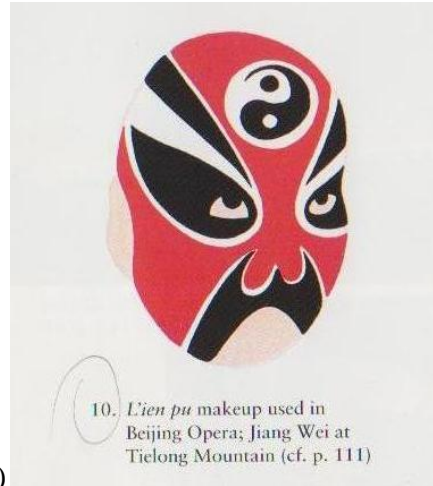 10. L'ien pu makeup used in
Beijing Opera; Jiang Wei at
Tielong Mountain (cf. p. 111)
)